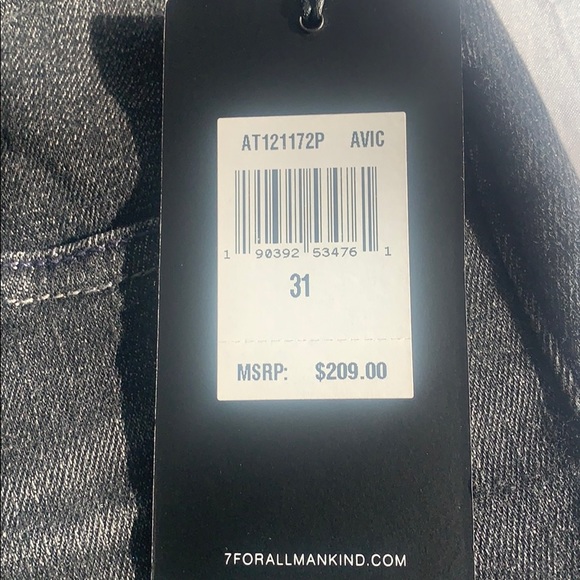 AT121172P AVIC
1 90392 53476 1
31
MSRP: $209.00
7FORALLMANKIND.COM